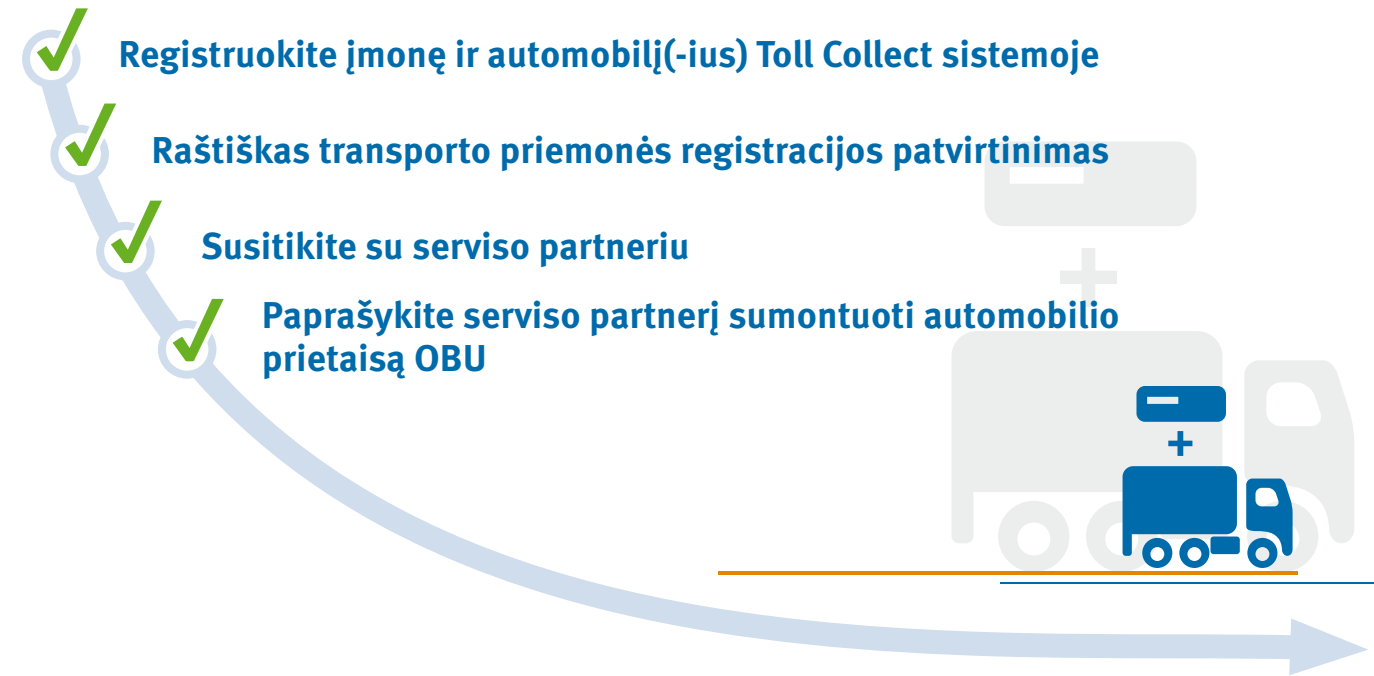 Registruokite įmonę ir automobilį(-ius) Toll Collect sistemoje
Raštiškas transporto priemonės registracijos patvirtinimas
Susitikite su serviso partneriu
Paprašykite serviso partnerį sumontuoti automobilio
prietaisą OBU